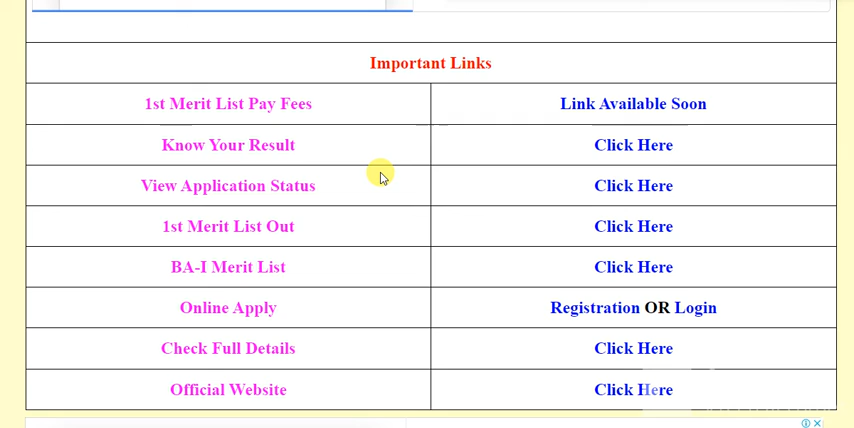 Important Links
1st Merit List Pay Fees Link Available Soon
Know Your Result Click Here
View Application Status Click Here
1st Merit List Out Click Here
BA-I Merit List Click Here
Online Apply Registration OR Login
Check Full Details Click Here
Official Website Click Here